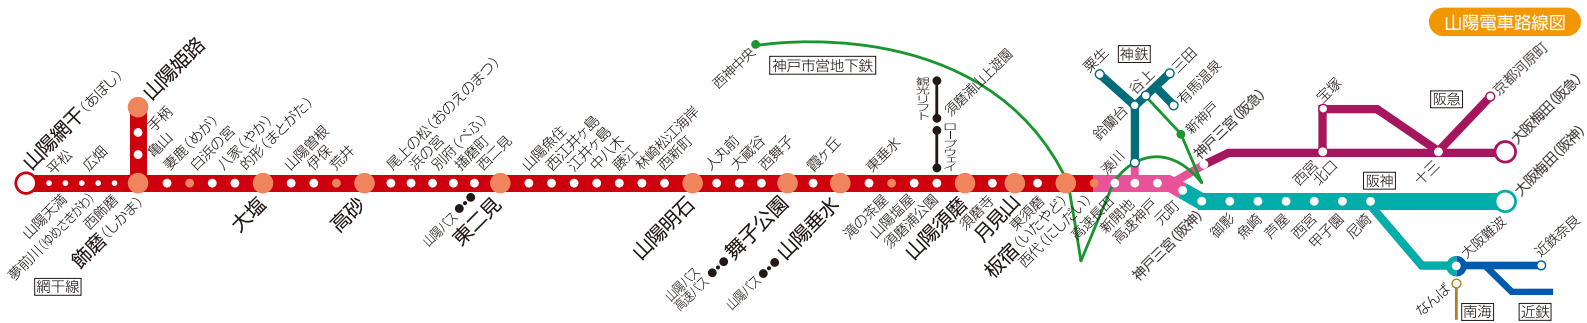 山陽電車路線図
山陽網干（あぼし）
平松
広畑
山陽天満
夢前川（ゆめさきがわ）
西飾磨
飾磨（しかま）
網干線
山陽姫路
手柄
亀山
妻鹿（めが）
白浜の宮
八家（やか）
的形（まとがた）
大塩
山陽曽根
伊保
荒井
高砂
尾上の松（おのえのまつ）
浜の宮
別府（べふ）
播磨町
西二見
山陽バス
東二見
山陽魚住
西江井ヶ島
江井ヶ島
中八木
藤江
林崎松江海岸
西新町
山陽明石
人丸前
大蔵谷
西舞子
山陽バス
高速バス
舞子公園
霞ヶ丘
山陽バス
山陽垂水
東垂水
滝の茶屋
山陽塩屋
須磨浦公園
観光リフト
ロープウェイ
須磨浦山上遊園
山陽須磨
須磨寺
月見山
東須磨
板宿（いたやど）
西代（にしだい）
高速長田
新開地
高速神戸
元町
神戸三宮（阪神）
西神中央
神戸市営地下鉄
湊川
新神戸
神鉄
粟生
鈴蘭台
谷上
三田
有馬温泉
神戸三宮（阪急）
阪急
宝塚
西宮
北口
十三
京都河原町
大阪梅田（阪急）
阪神
御影
魚崎
芦屋
西宮
甲子園
尼崎
大阪梅田（阪神）
大阪難波
近鉄奈良
なんば
南海
近鉄